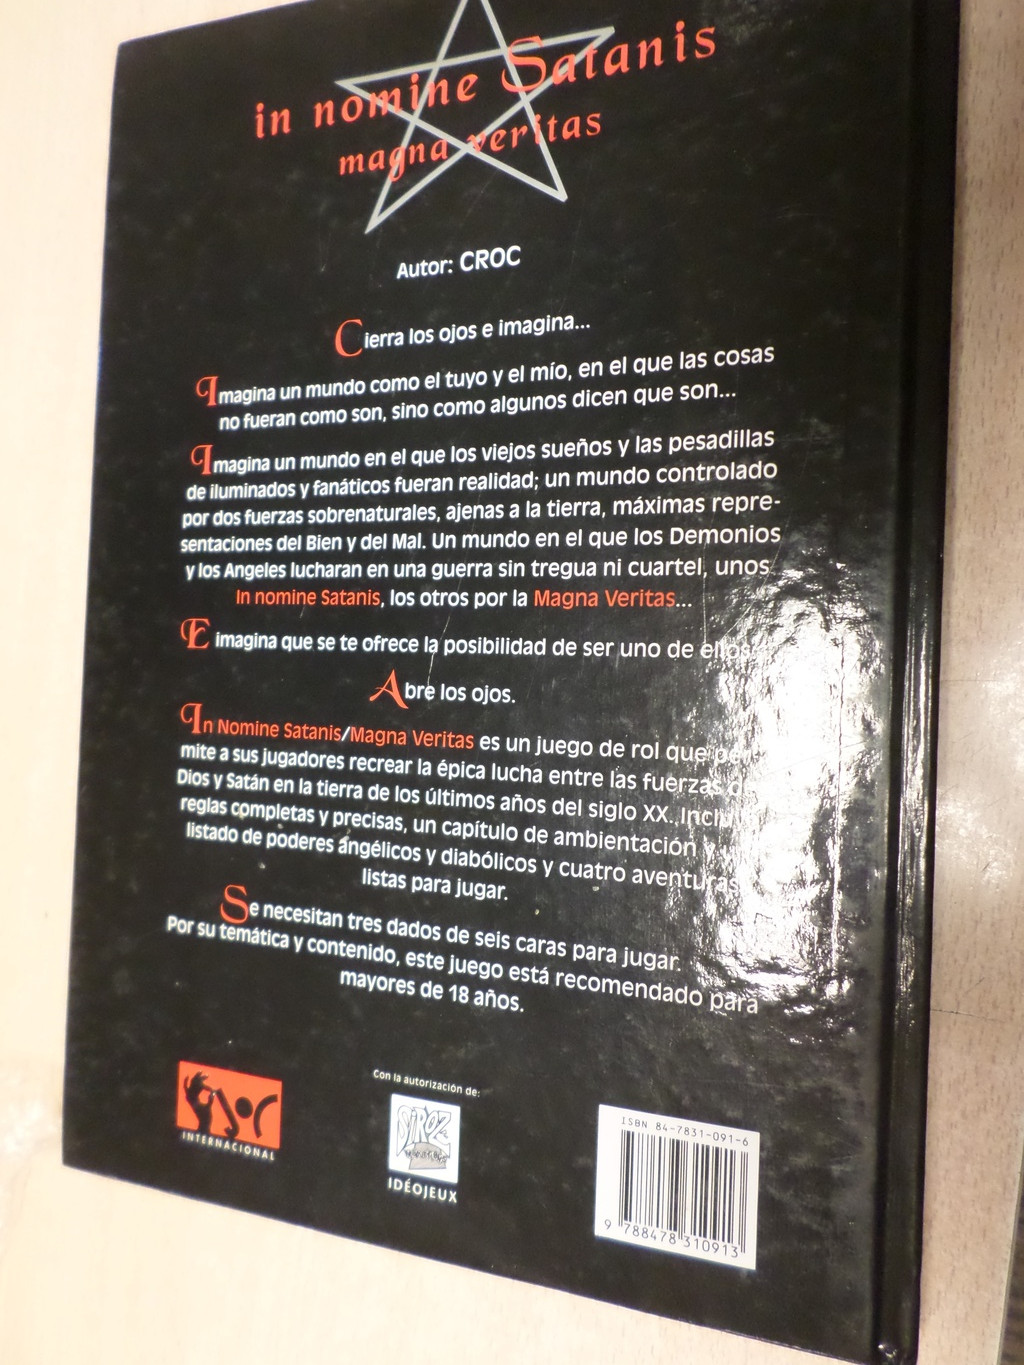 in nomine Satanis
magna veritas
Autor: CROC
Cierra los ojos e imagina...
Imagina un mundo como el tuyo y el mío, en el que las cosas
no fueran como son, sino como algunos dicen que son...
Imagina un mundo en el que los viejos sueños y las pesadillas
de iluminados y fanáticos fueran realidad; un mundo controlado
por dos fuerzas sobrenaturales, ajenas a la tierra, máximas repre-
sentaciones del Bien y del Mal. Un mundo en el que los Demonios
y los Angeles lucharan en una guerra sin tregua ni cuartel, unos
In nomine Satanis, los otros por la Magna Veritas...
E imagina que se te ofrece la posibilidad de ser uno de ellos
Abre los ojos.
In Nomine Satanis/Magna Veritas es un juego de rol que per
mite a sus jugadores recrear la épica lucha entre las fuerzas de
Dios y Satán en la tierra de los últimos años del siglo XX.
reglas completas y precisas, un capítulo de ambientación
listado de poderes angélicos y diabólicos y cuatro aventuras
listas para jugar.
Se necesitan tres dados de seis caras para jugar.
Por su temática y contenido, este juego está recomendado para
mayores de 18 años.
JOC
INTERNACIONAL
Con la autorización de:
SIROZ
IDÉOJEUX
ISBN 84-7831-091-6
9 788478 310913